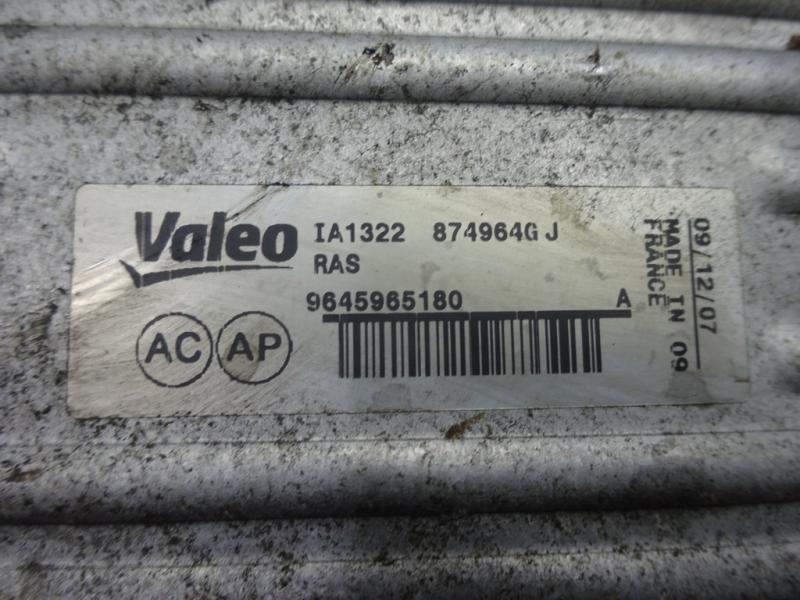 Valeo IA1322 874964G J
RAS
9645965180 A
AC AP
09/12/07
MADE IN 09
FRANCE